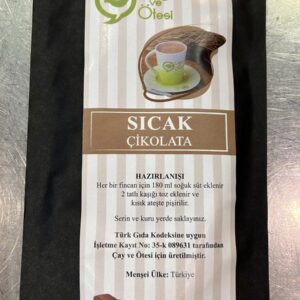 ve
Ötesi
SICAK
ÇİKOLATA
HAZIRLANIŞI
Her bir fincan için 180 ml soğuk süt eklenir
2 tatlı kaşığı toz eklenir ve
kısık ateşte pişirilir.
Serin ve kuru yerde saklayınız.
Türk Gıda Kodeksine uygun
İşletme Kayıt No: 35-k 089631 tarafından
Çay ve Ötesi için üretilmiştir.
Menşei Ülke: Türkiye